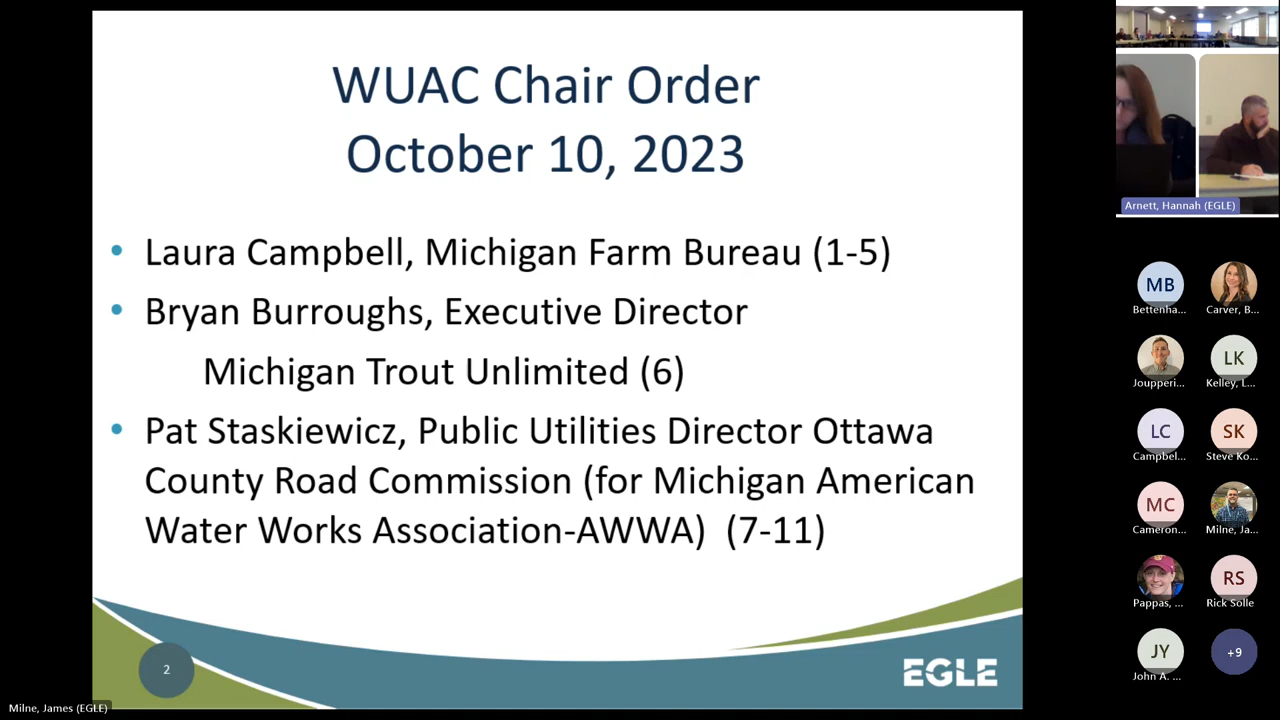 WUAC Chair Order
October 10, 2023
• Laura Campbell, Michigan Farm Bureau (1-5)
• Bryan Burroughs, Executive Director
Michigan Trout Unlimited (6)
• Pat Staskiewicz, Public Utilities Director Ottawa
County Road Commission (for Michigan American
Water Works Association-AWWA) (7-11)
2
EGLE
Milne, James (EGLE)
Arnett, Hannah (EGLE)
MB
Bettenha...
Carver, B...
Joupperi...
LK
Kelley, L...
LC
Campbel...
SK
Steve Ko...
MC
Cameron...
Milne, Ja...
Pappas, ...
RS
Rick Solle
JY
John A. ...
+9